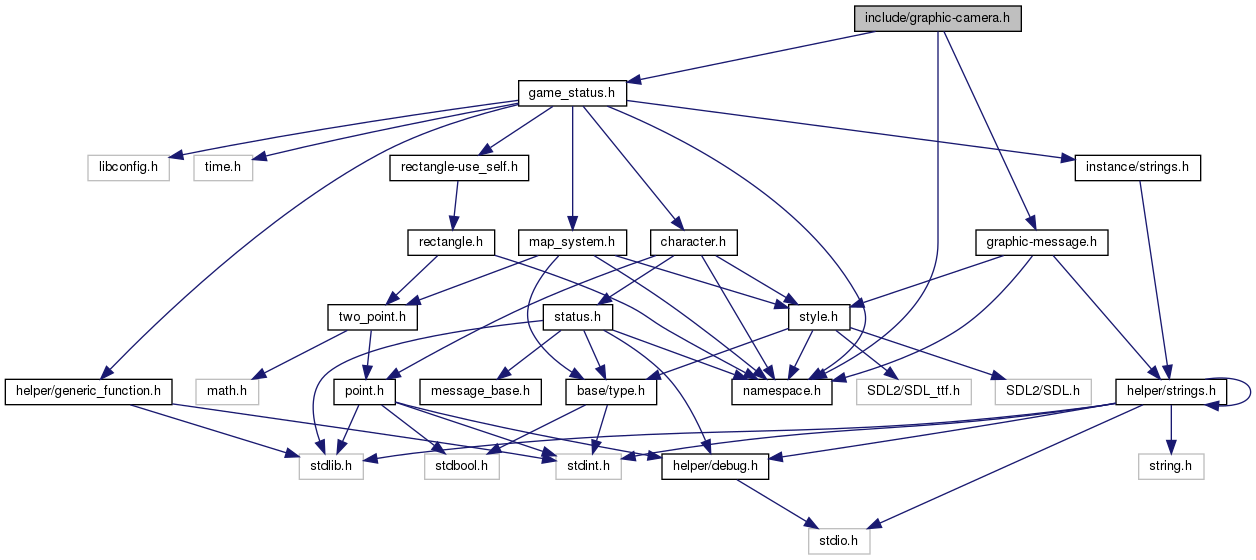 include/graphic-camera.h
game_status.h
libconfig.h
time.h
rectangle-use_self.h
instance/strings.h
rectangle.h
map_system.h
character.h
graphic-message.h
two_point.h
status.h
style.h
helper/generic_function.h
math.h
point.h
message_base.h
base/type.h
namespace.h
SDL2/SDL_ttf.h
SDL2/SDL.h
helper/strings.h
stdlib.h
stdbool.h
stdint.h
helper/debug.h
string.h
stdio.h